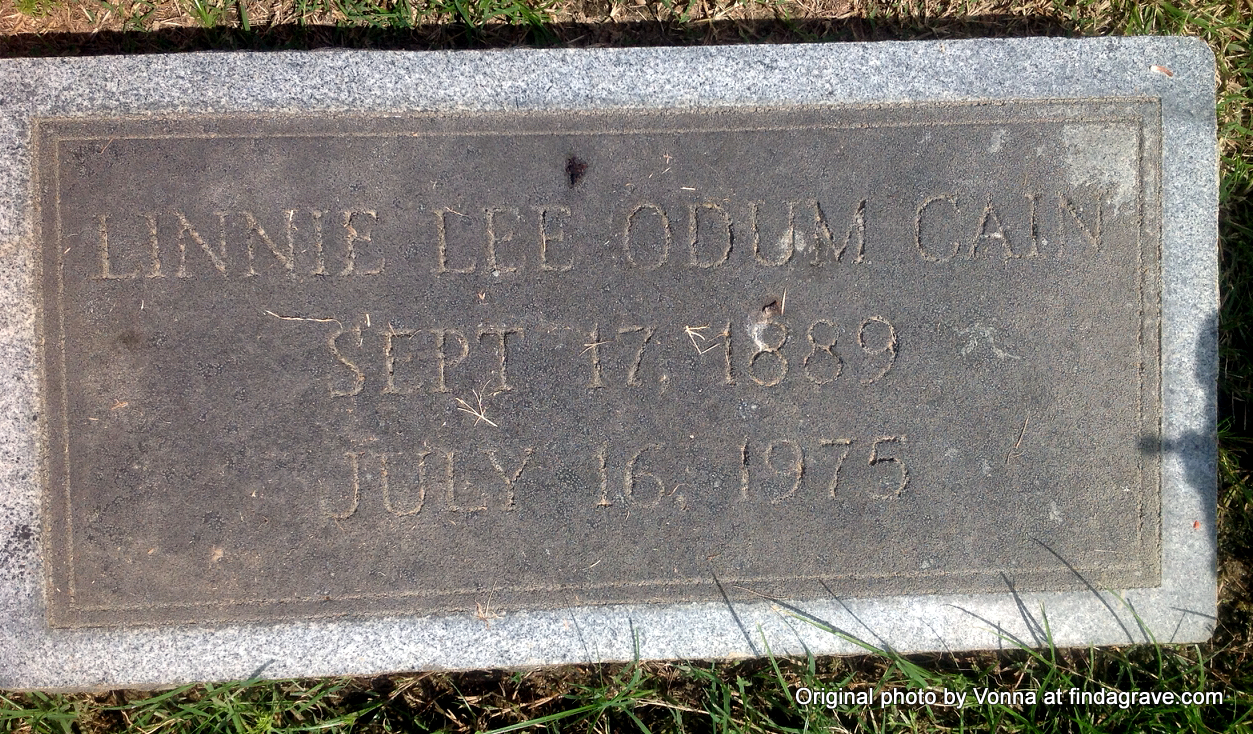 LINNIE LEE ODUM CAIN
SEPT 17, 1889
JULY 16, 1975
Original photo by Vonna at findagrave.com